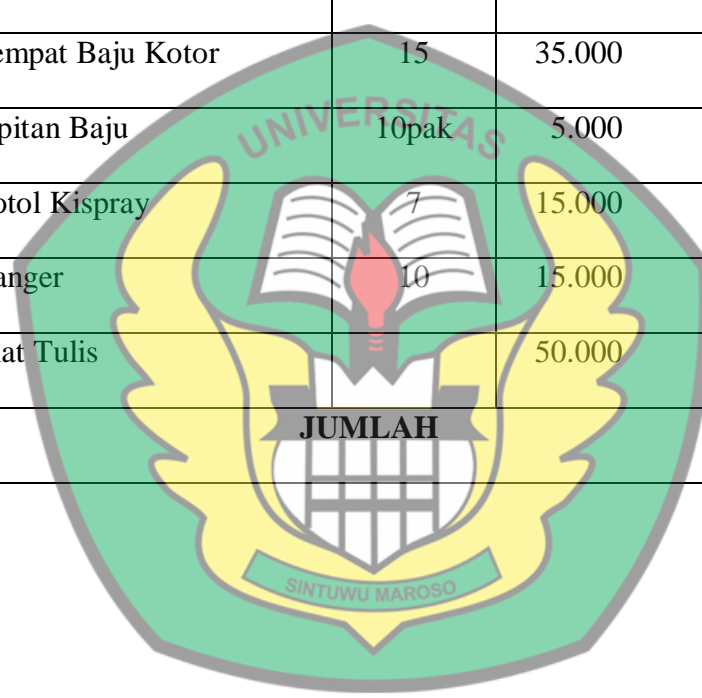 empat Baju Kotor 15 35.000
pitan Baju 10pak 5.000
otol Kispray 7 15.000
anger 10 15.000
lat Tulis 50.000
JUMLAH
UNIVERSITAS
SINTUWU MAROSO